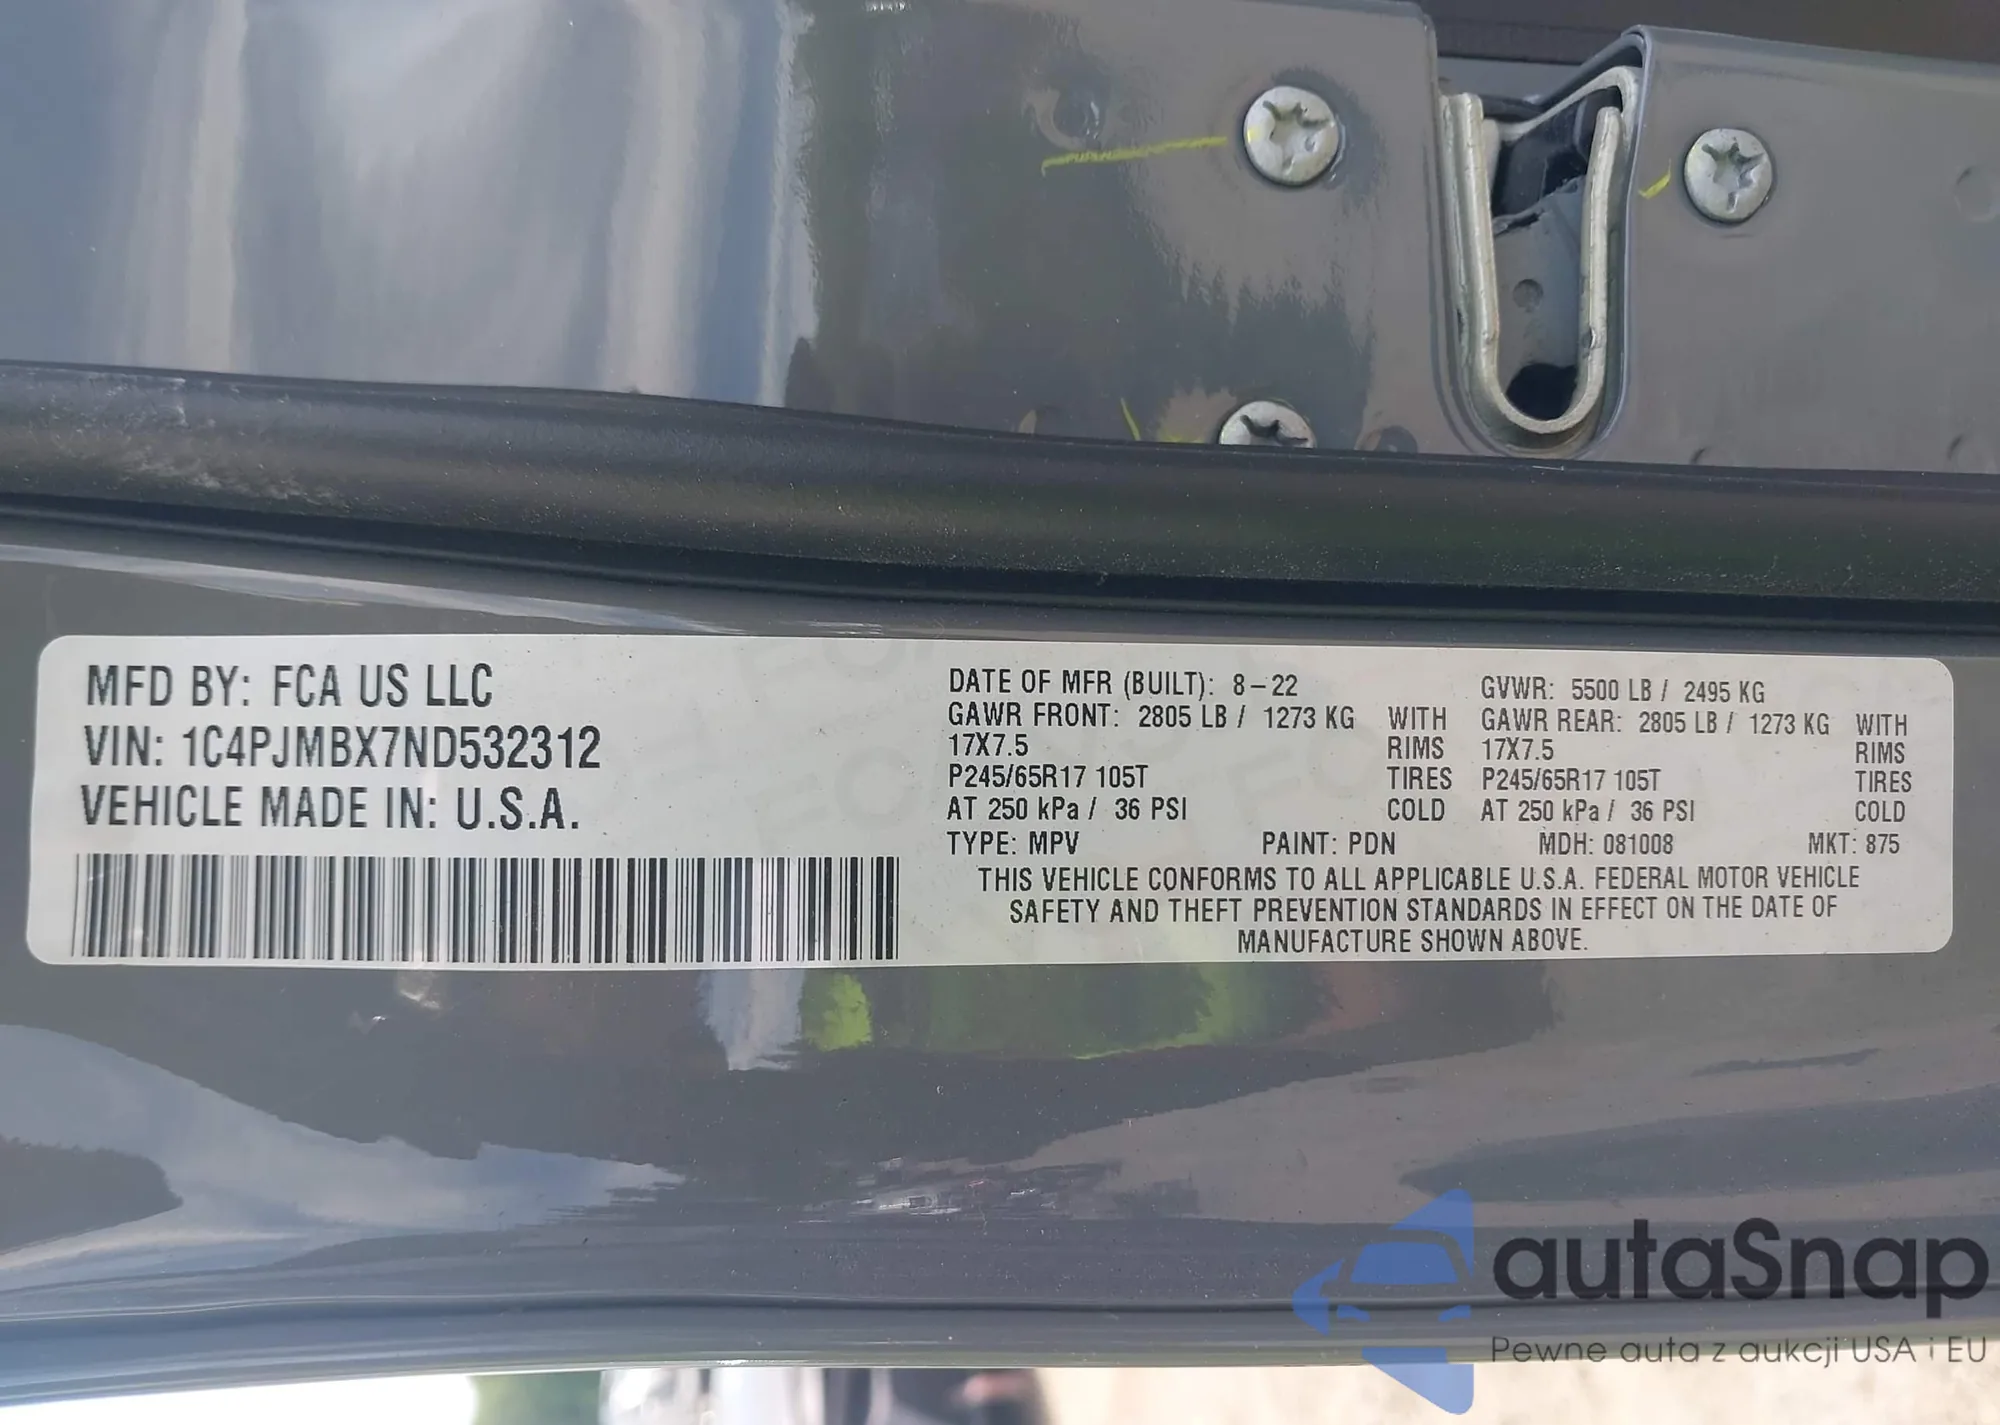 MFD BY: FCA US LLC
VIN: 1C4PJMBX7ND532312
VEHICLE MADE IN: U.S.A.
DATE OF MFR (BUILT): 8-22 GVWR: 5500 LB / 2495 KG
GAWR FRONT: 2805 LB / 1273 KG WITH GAWR REAR: 2805 LB / 1273 KG WITH
17X7.5 RIMS 17X7.5 RIMS
P245/65R17 105T TIRES P245/65R17 105T TIRES
AT 250 kPa / 36 PSI COLD AT 250 kPa / 36 PSI COLD
TYPE: MPV PAINT: PDN MDH: 081008 MKT: 875
THIS VEHICLE CONFORMS TO ALL APPLICABLE U.S.A. FEDERAL MOTOR VEHICLE
SAFETY AND THEFT PREVENTION STANDARDS IN EFFECT ON THE DATE OF
MANUFACTURE SHOWN ABOVE.
autaSnap
Pewne auta z aukcji USA i EU